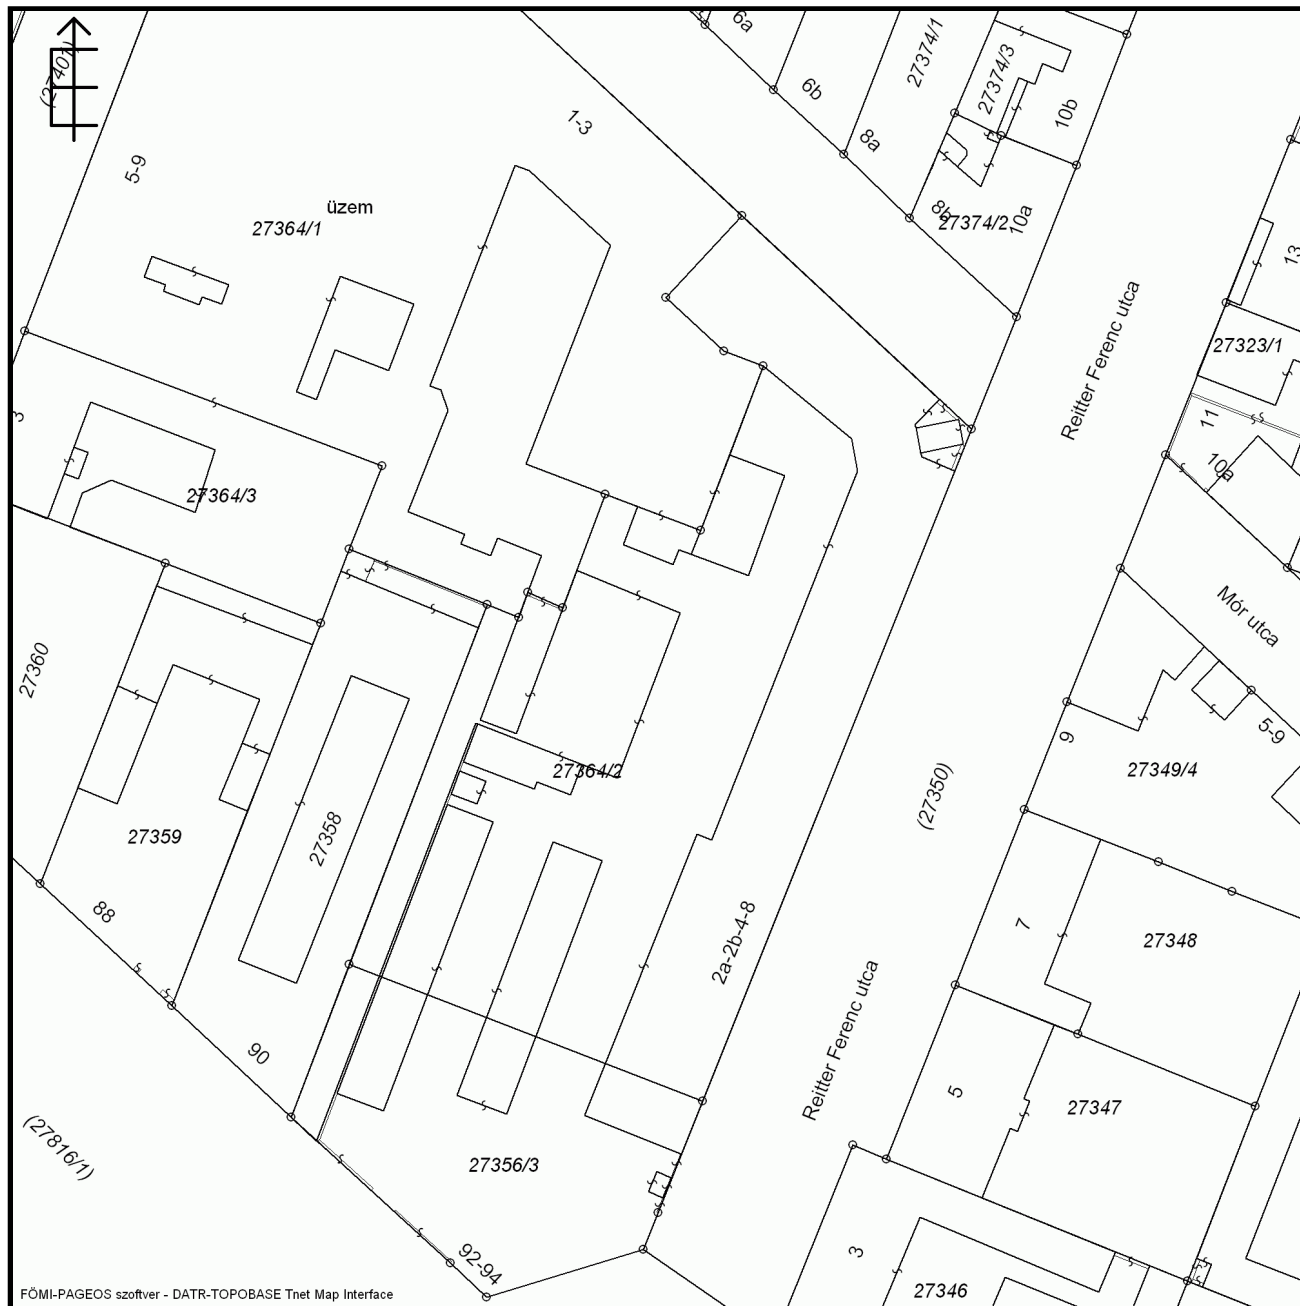 (27401)
6a
27374/1
27374/3
6b
10b
1-3
8a
5-9
üzem
27364/1
8b
27374/2
10a
13
Reitter Ferenc utca
27323/1
3
11
10a
27364/3
Mór utca
27360
5-9
9
27364/2
27349/4
(27350)
27359
27358
88
7
27348
2a-2b-4-8
Reitter Ferenc utca
90
5
27347
(27816/1)
27356/3
92-94
3
27346
FÖMI-PAGEOS szoftver - DATR-TOPOBASE Tnet Map Interface